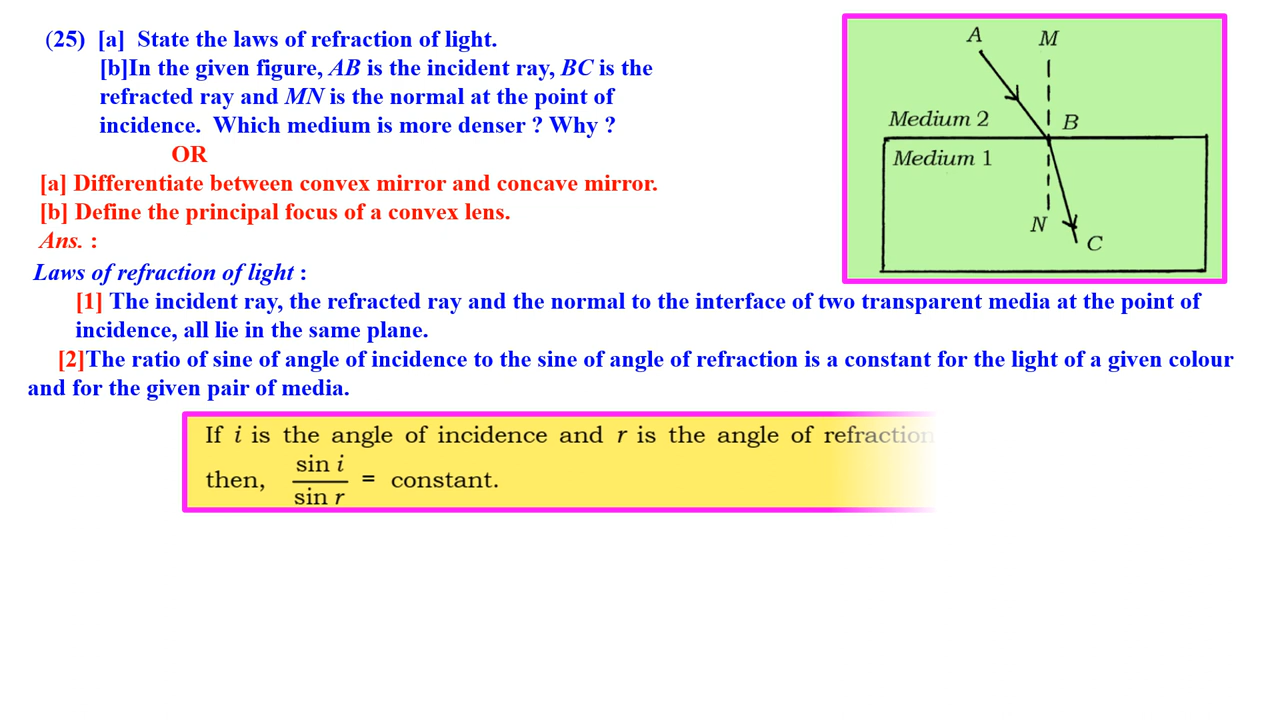 (25) [a] State the laws of refraction of light.
[b]In the given figure, AB is the incident ray, BC is the
refracted ray and MN is the normal at the point of
incidence. Which medium is more denser ? Why ?
OR
[a] Differentiate between convex mirror and concave mirror.
[b] Define the principal focus of a convex lens.
Ans. :
A
M
Medium 2
B
Medium 1
N
C
Laws of refraction of light :
[1] The incident ray, the refracted ray and the normal to the interface of two transparent media at the point of
incidence, all lie in the same plane.
[2]The ratio of sine of angle of incidence to the sine of angle of refraction is a constant for the light of a given colour
and for the given pair of media.
If i is the angle of incidence and r is the angle of refraction
then, sin i / sin r = constant.